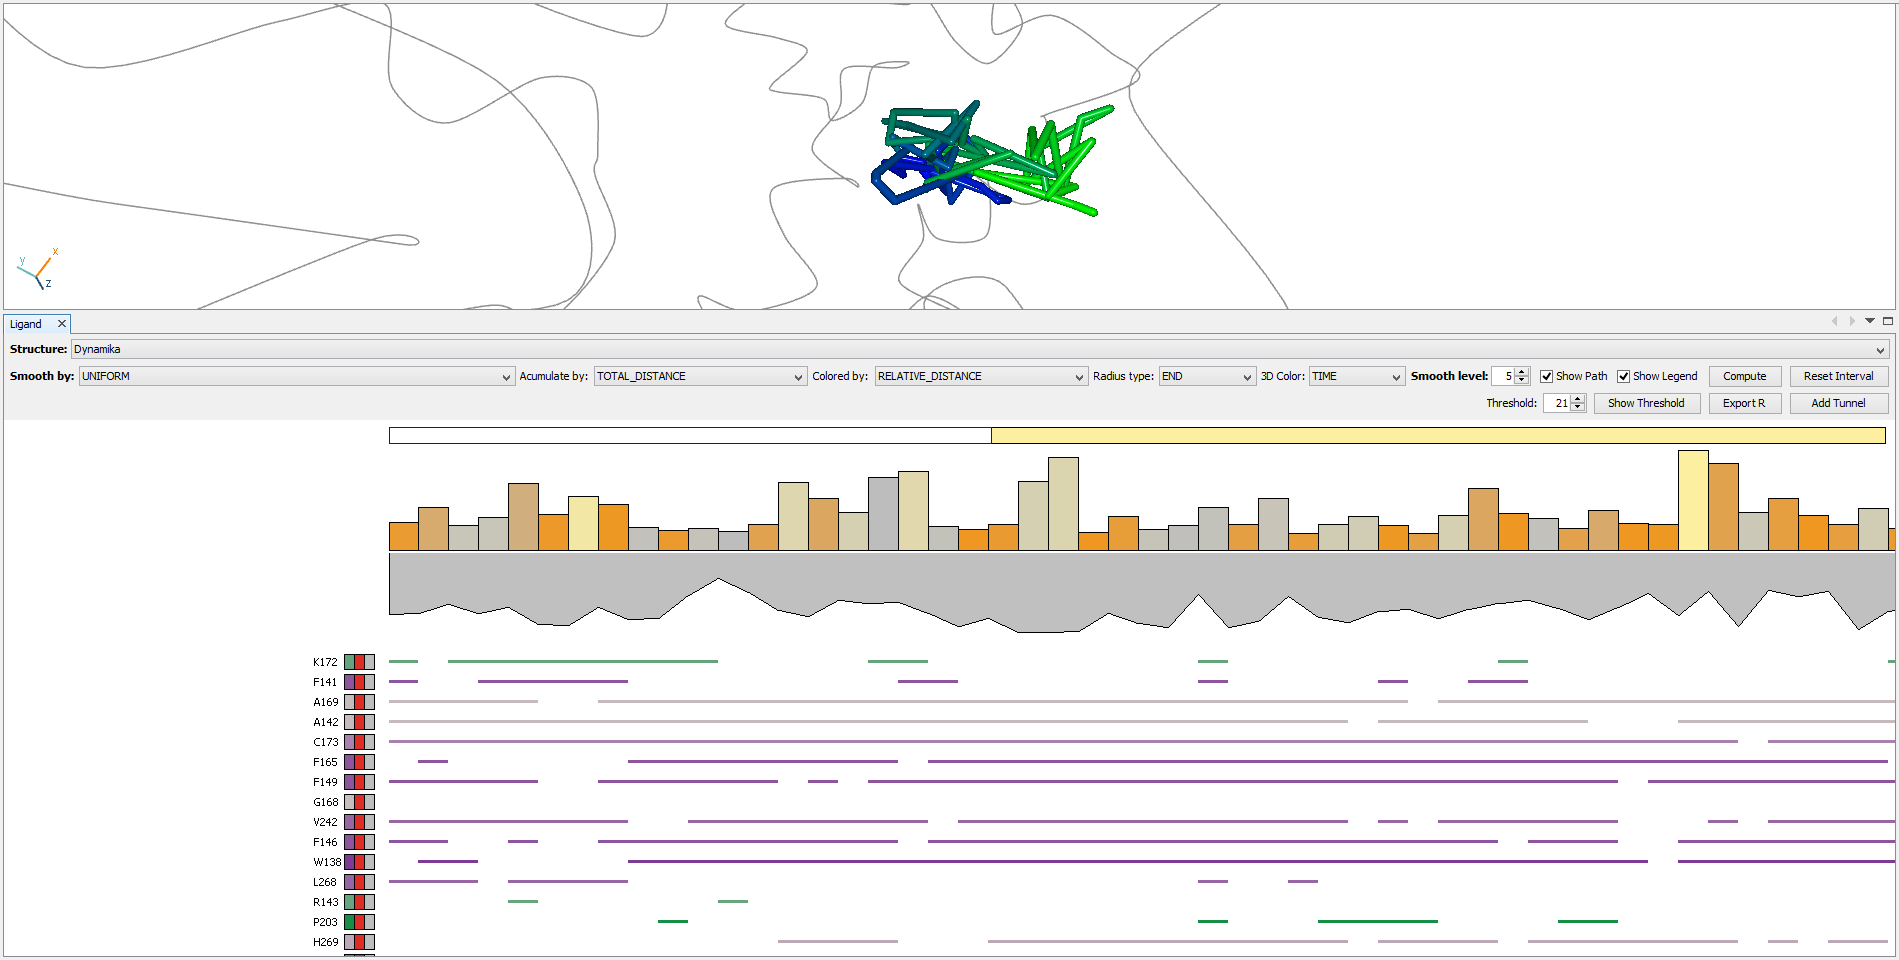 x
y
z
Ligand
Structure: Dynamika
Smooth by: UNIFORM Acumulate by: TOTAL_DISTANCE Colored by: RELATIVE_DISTANCE Radius type: END 3D Color: TIME Smooth level: 5 Show Path Show Legend Compute Reset Interval
Threshold: 21 Show Threshold Export R Add Tunnel
K172
F141
A169
A142
C173
F165
F149
G168
V242
F146
W138
L268
R143
P203
H269